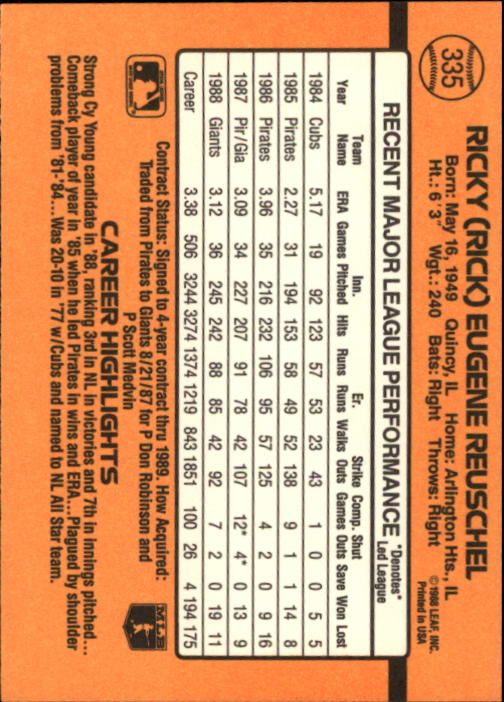 335
RICKY (RICK) EUGENE REUSCHEL
Born: May 16, 1949 Quincy, IL Home: Arlington Hts., IL
Ht.: 6'3" Wgt.: 240 Bats: Right Throws: Right
© 1988 LEAF, INC.
Printed in USA
RECENT MAJOR LEAGUE PERFORMANCE
*Denotes*
Led League
Team Inn. Er. Strike Comp. Shut
Year Name ERA Games Pitched Hits Runs Runs Walks Outs Games Outs Save Won Lost
1984 Cubs 5.17 19 92 123 57 53 23 43 1 0 0 5 5
1985 Pirates 2.27 31 194 153 58 49 52 138 9 1 1 14 8
1986 Pirates 3.96 35 216 232 106 95 57 125 4 2 0 9 16
1987 Pir/Gia 3.09 34 227 207 91 78 42 107 12* 4* 0 13 9
1988 Giants 3.12 36 245 242 88 85 42 92 7 2 0 19 11
Career 3.38 506 3244 3274 1374 1219 843 1851 100 26 4 194 175
Contract Status: Signed to 4-year contract thru 1989. How Acquired:
Traded from Pirates to Giants 8/21/87 for P Don Robinson and
P Scott Medvin
MLB
CAREER HIGHLIGHTS
Strong Cy Young candidate in '88, ranking 3rd in NL in victories and 7th in innings pitched...
Comeback player of year in '85 when he led Pirates in wins and ERA... Plagued by shoulder
problems from '81-'84... Was 20-10 in '77 w/Cubs and named to NL All Star team.